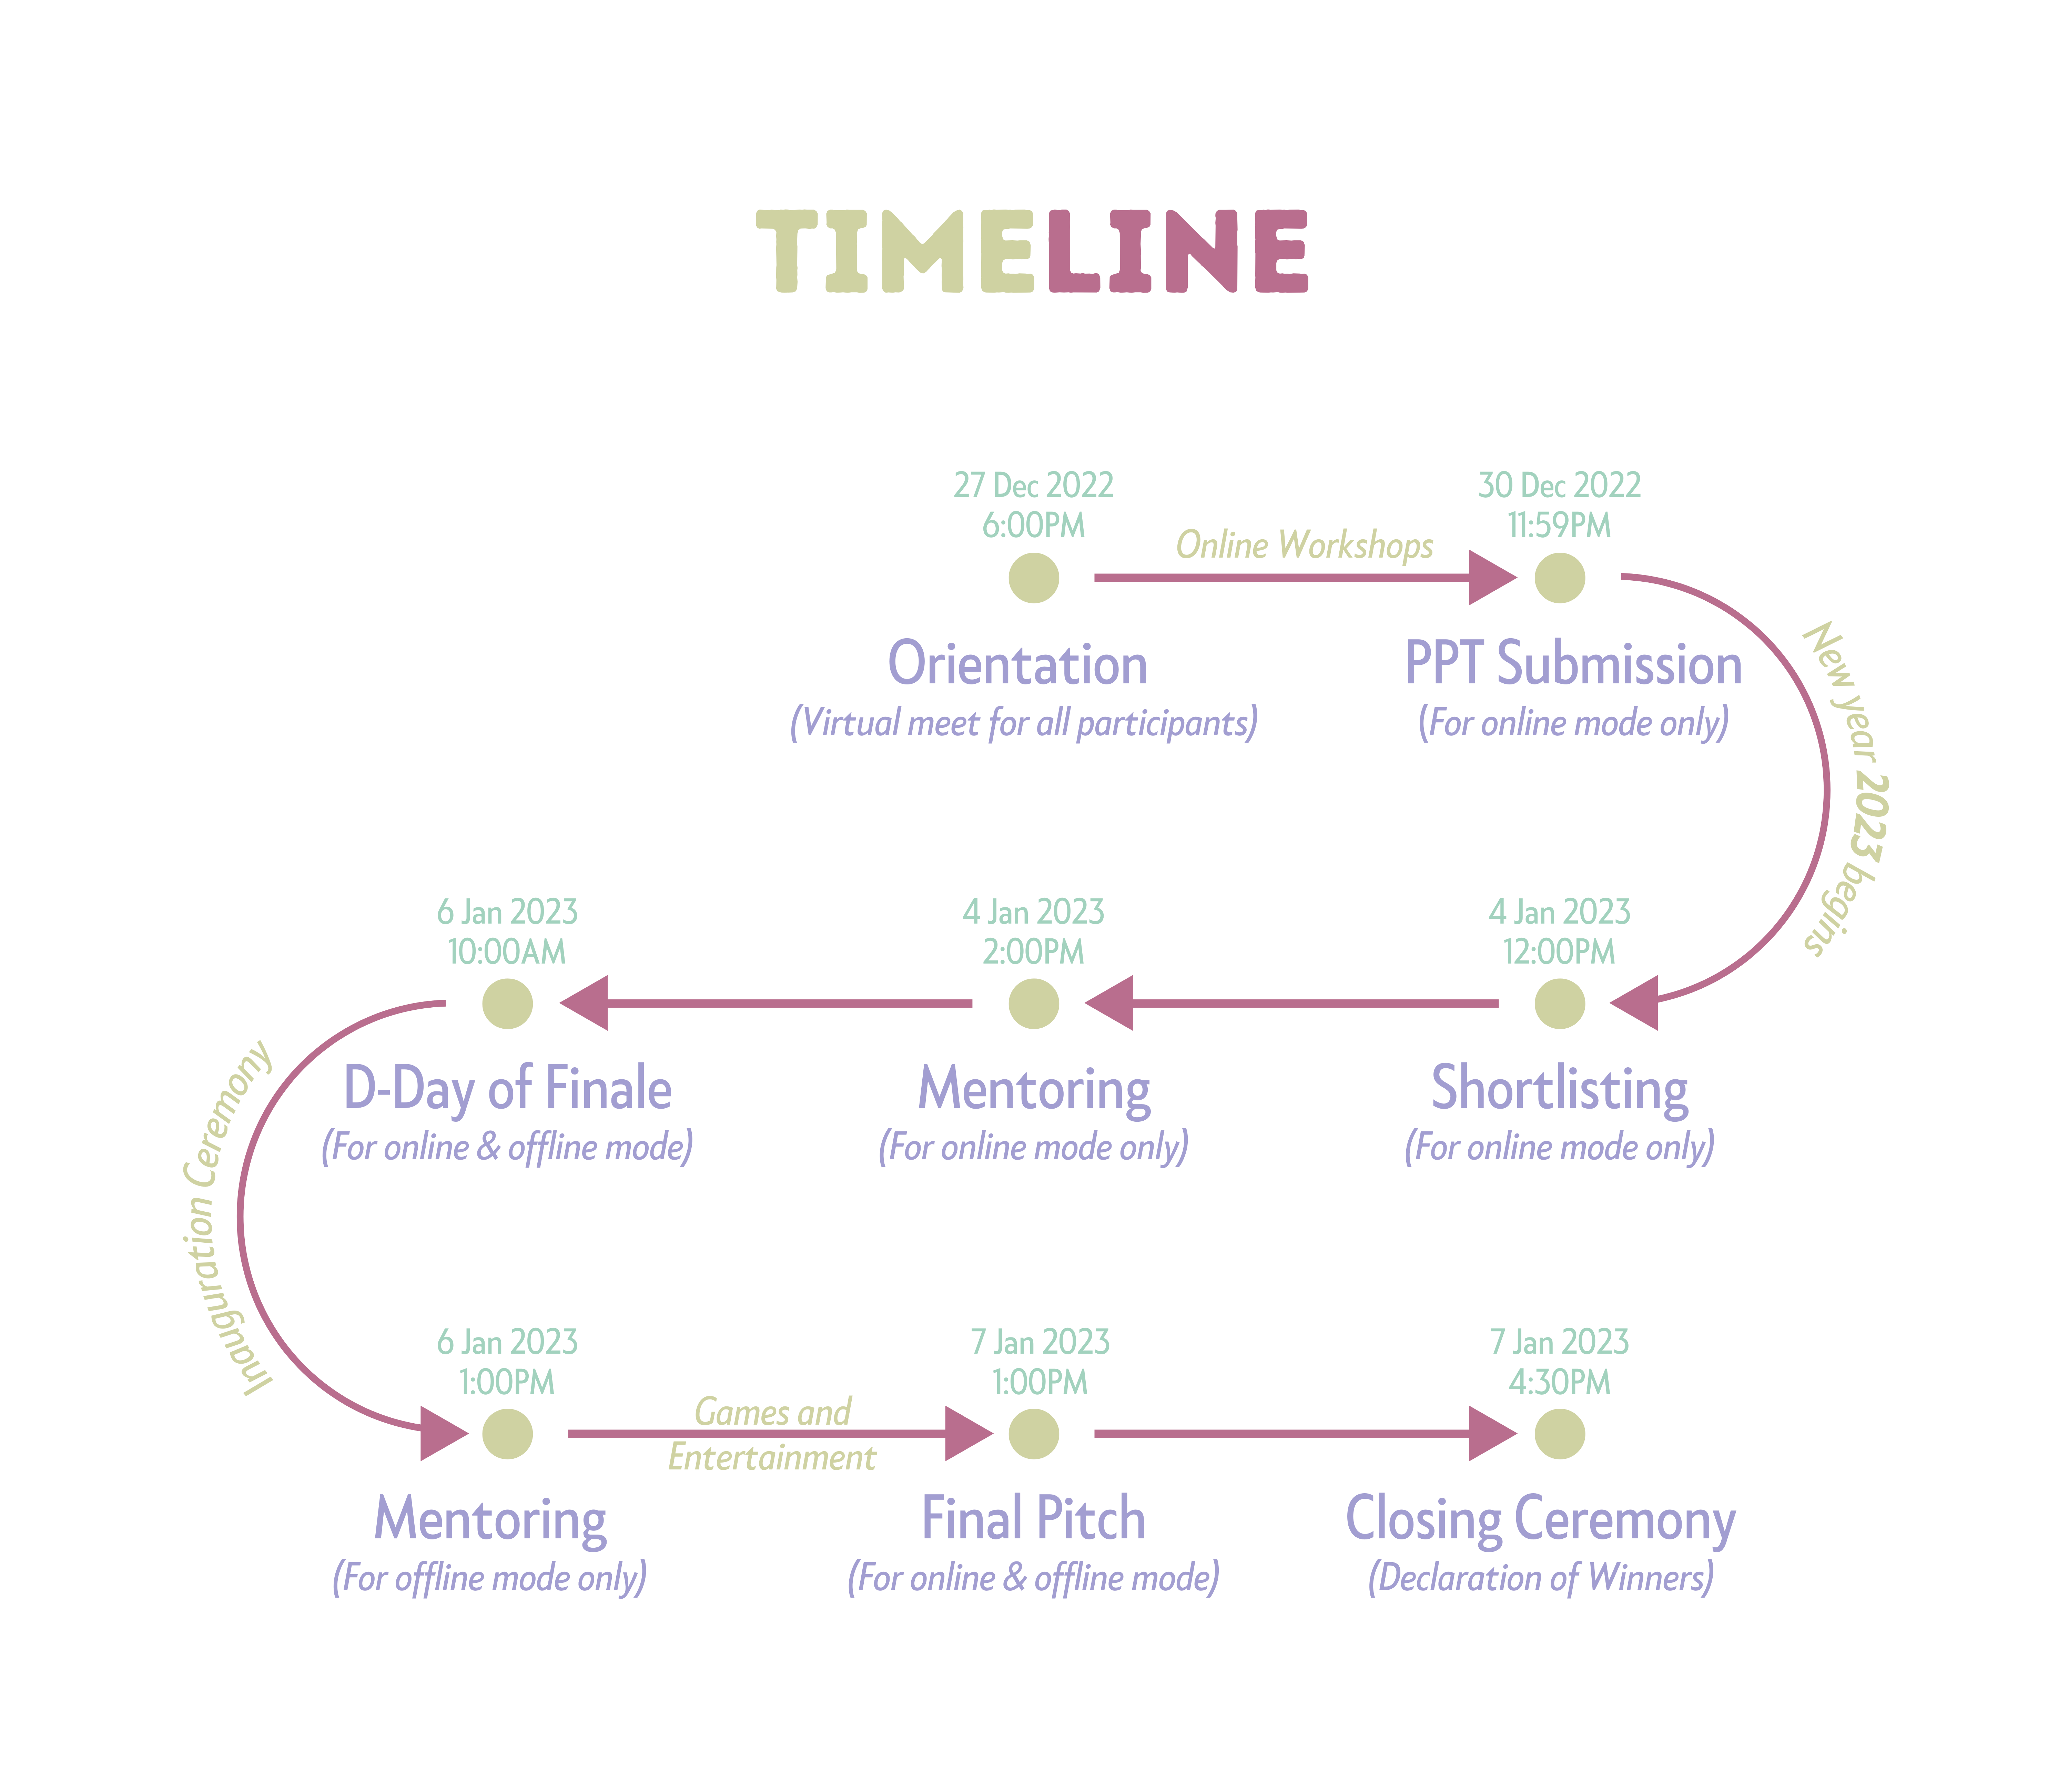 TIMELINE
27 Dec 2022
6:00PM
Orientation
(Virtual meet for all participants)
Online Workshops
30 Dec 2022
11:59PM
PPT Submission
(For online mode only)
New year 2023 begins
4 Jan 2023
12:00PM
Shortlisting
(For online mode only)
4 Jan 2023
2:00PM
Mentoring
(For online mode only)
6 Jan 2023
10:00AM
D-Day of Finale
(For online & offline mode)
Inaugration Ceremony
6 Jan 2023
1:00PM
Mentoring
(For offline mode only)
Games and
Entertainment
7 Jan 2023
1:00PM
Final Pitch
(For online & offline mode)
7 Jan 2023
4:30PM
Closing Ceremony
(Declaration of Winners)